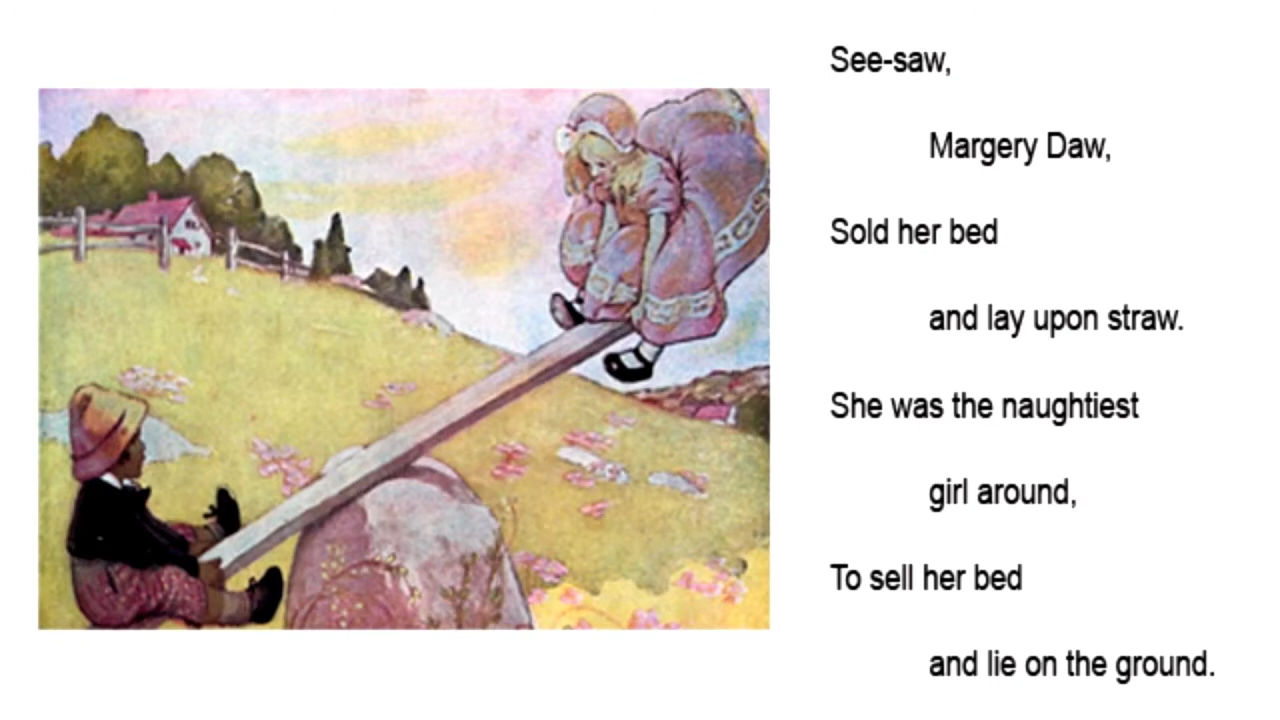 See-saw,
Margery Daw,
Sold her bed
and lay upon straw.
She was the naughtiest
girl around,
To sell her bed
and lie on the ground.